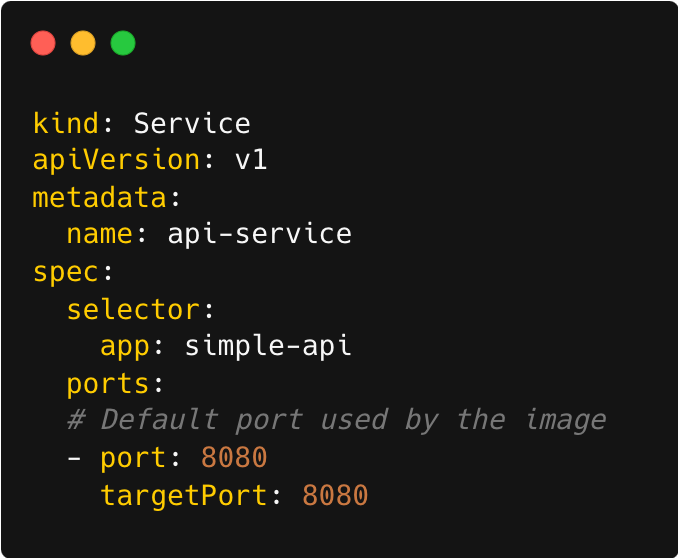 kind: Service
apiVersion: v1
metadata:
  name: api-service
spec:
  selector:
    app: simple-api
  ports:
  # Default port used by the image
  - port: 8080
    targetPort: 8080